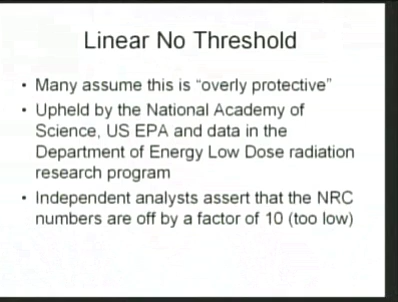 Linear No Threshold
• Many assume this is “overly protective”
• Upheld by the National Academy of
Science, US EPA and data in the
Department of Energy Low Dose radiation
research program
• Independent analysts assert that the NRC
numbers are off by a factor of 10 (too low)